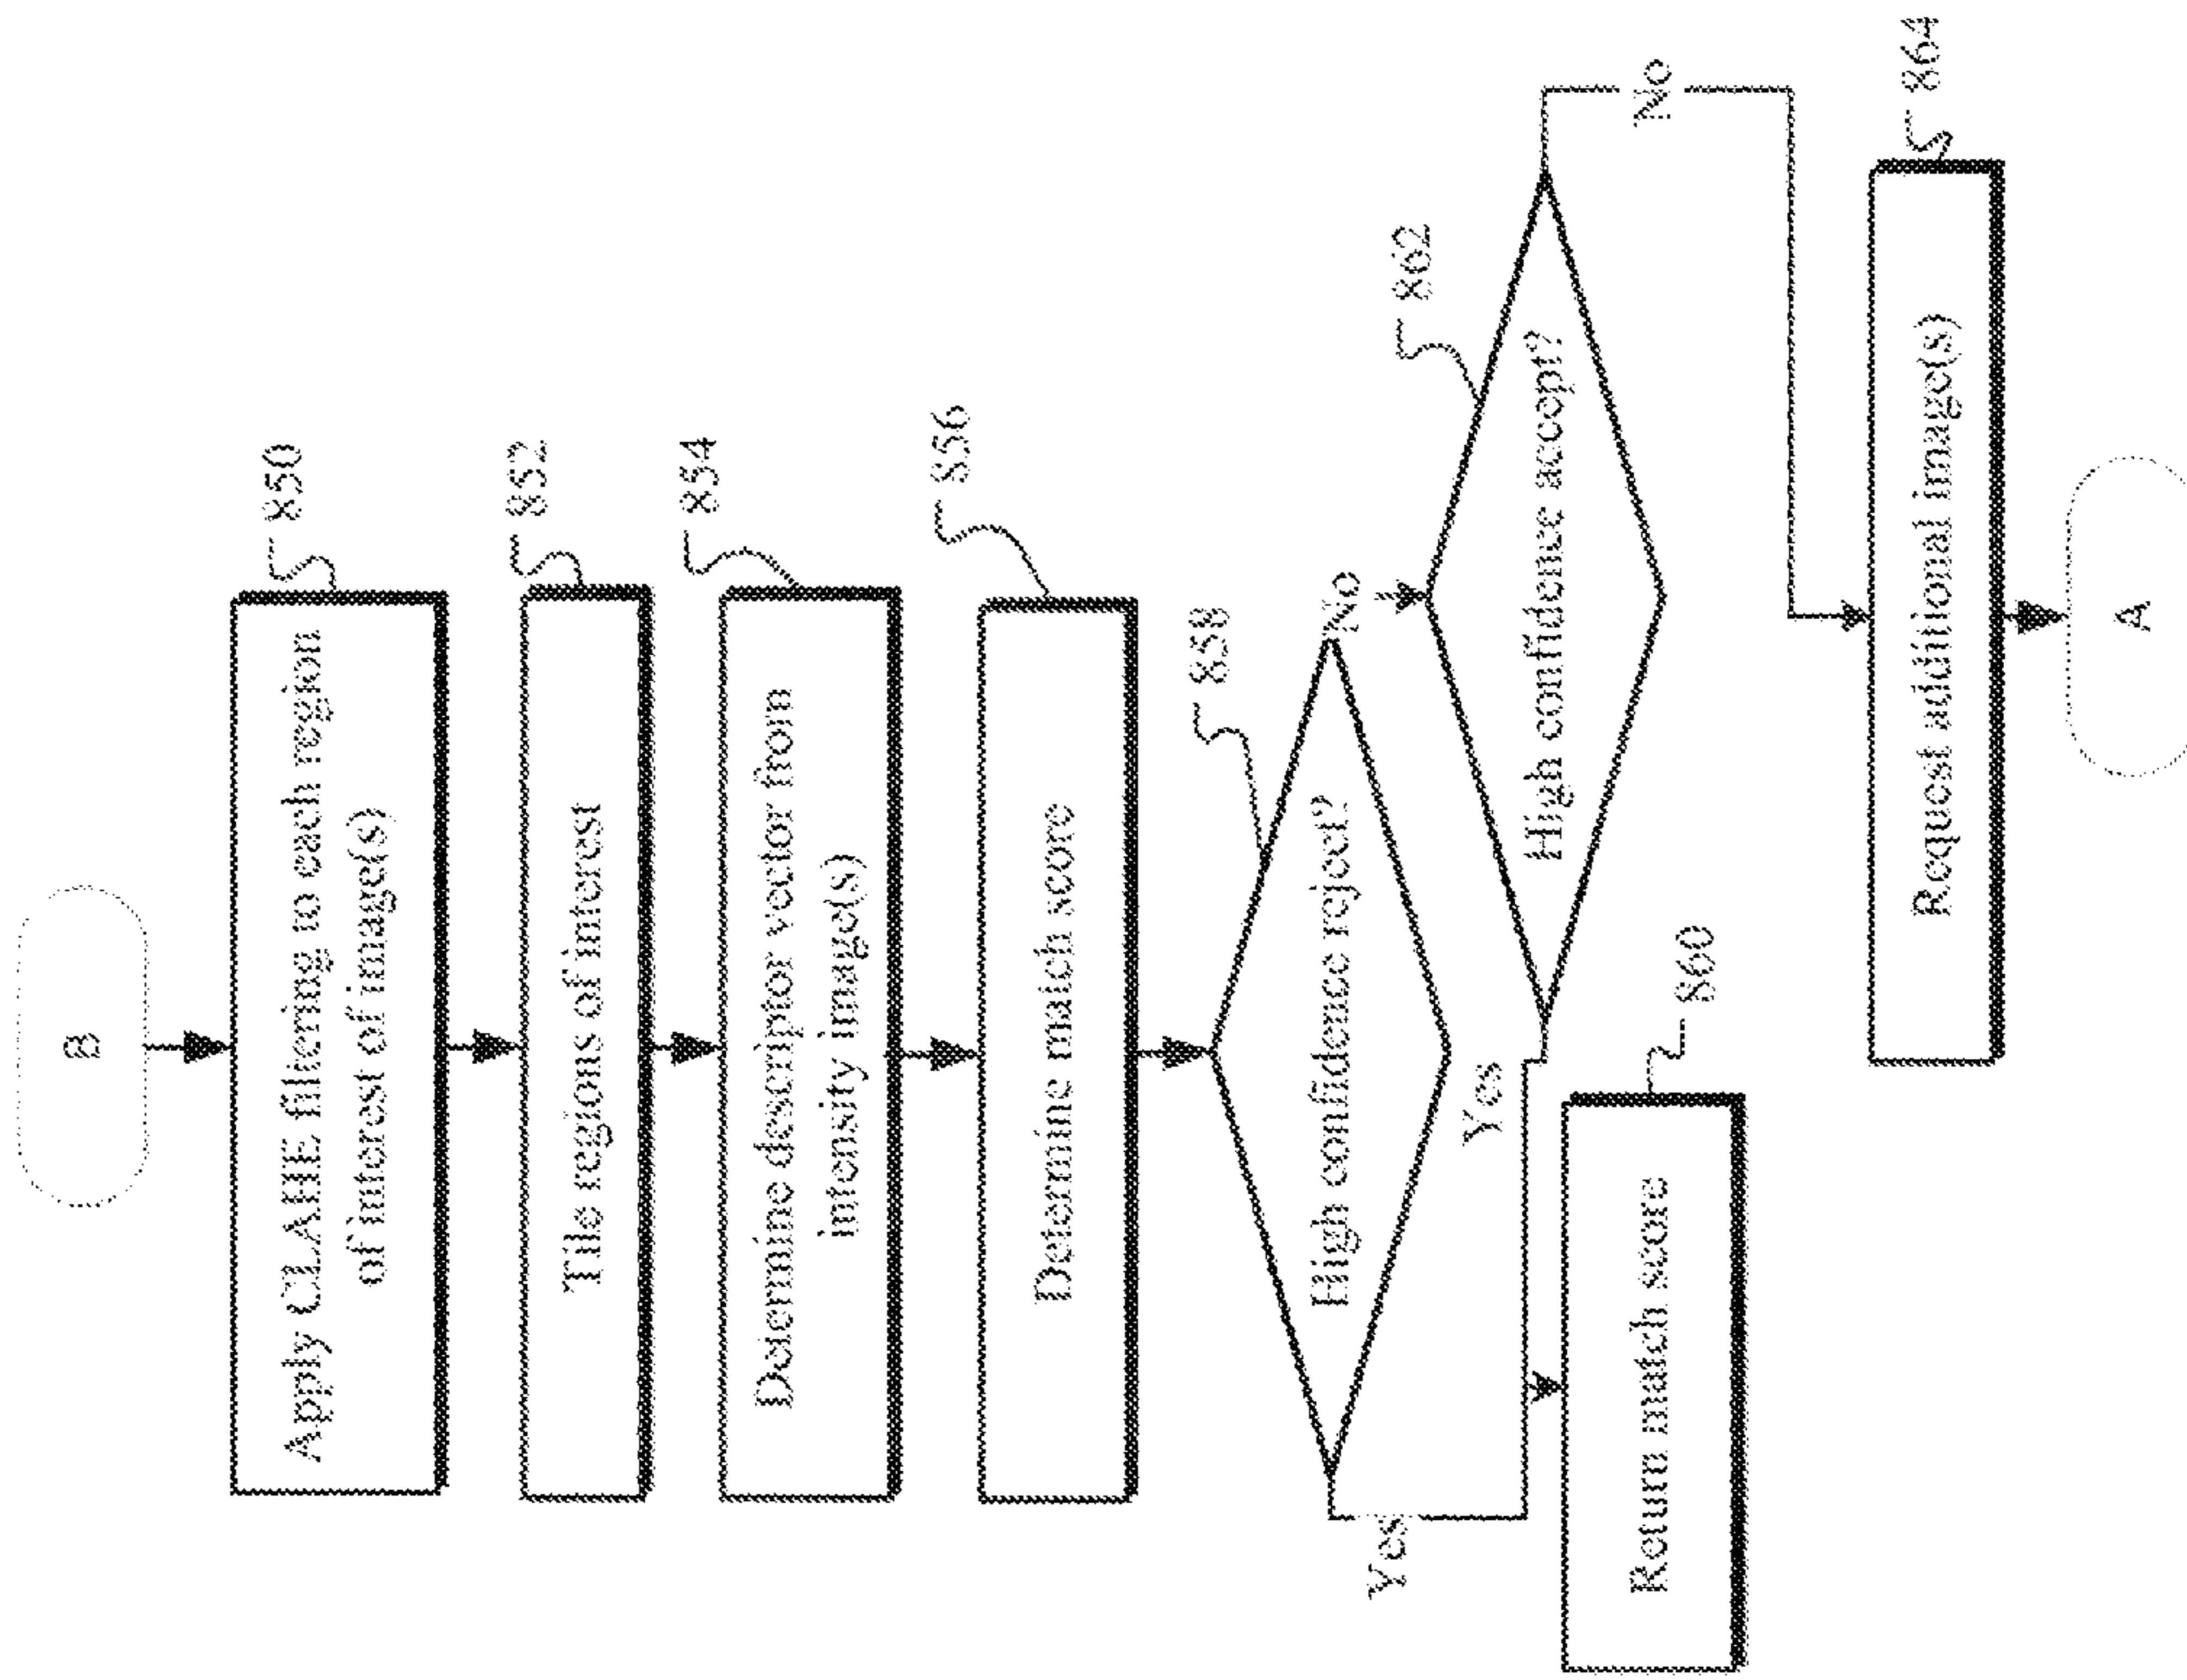 B
850
Apply CLAHE filtering to each region
of interest of image(s)
852
Tile regions of interest
854
Determine descriptor vector from
intensity image(s)
856
Determine match score
858
High confidence reject?
No
Yes
862
High confidence accept?
Yes
No
860
Return match score
864
Request additional image(s)
A